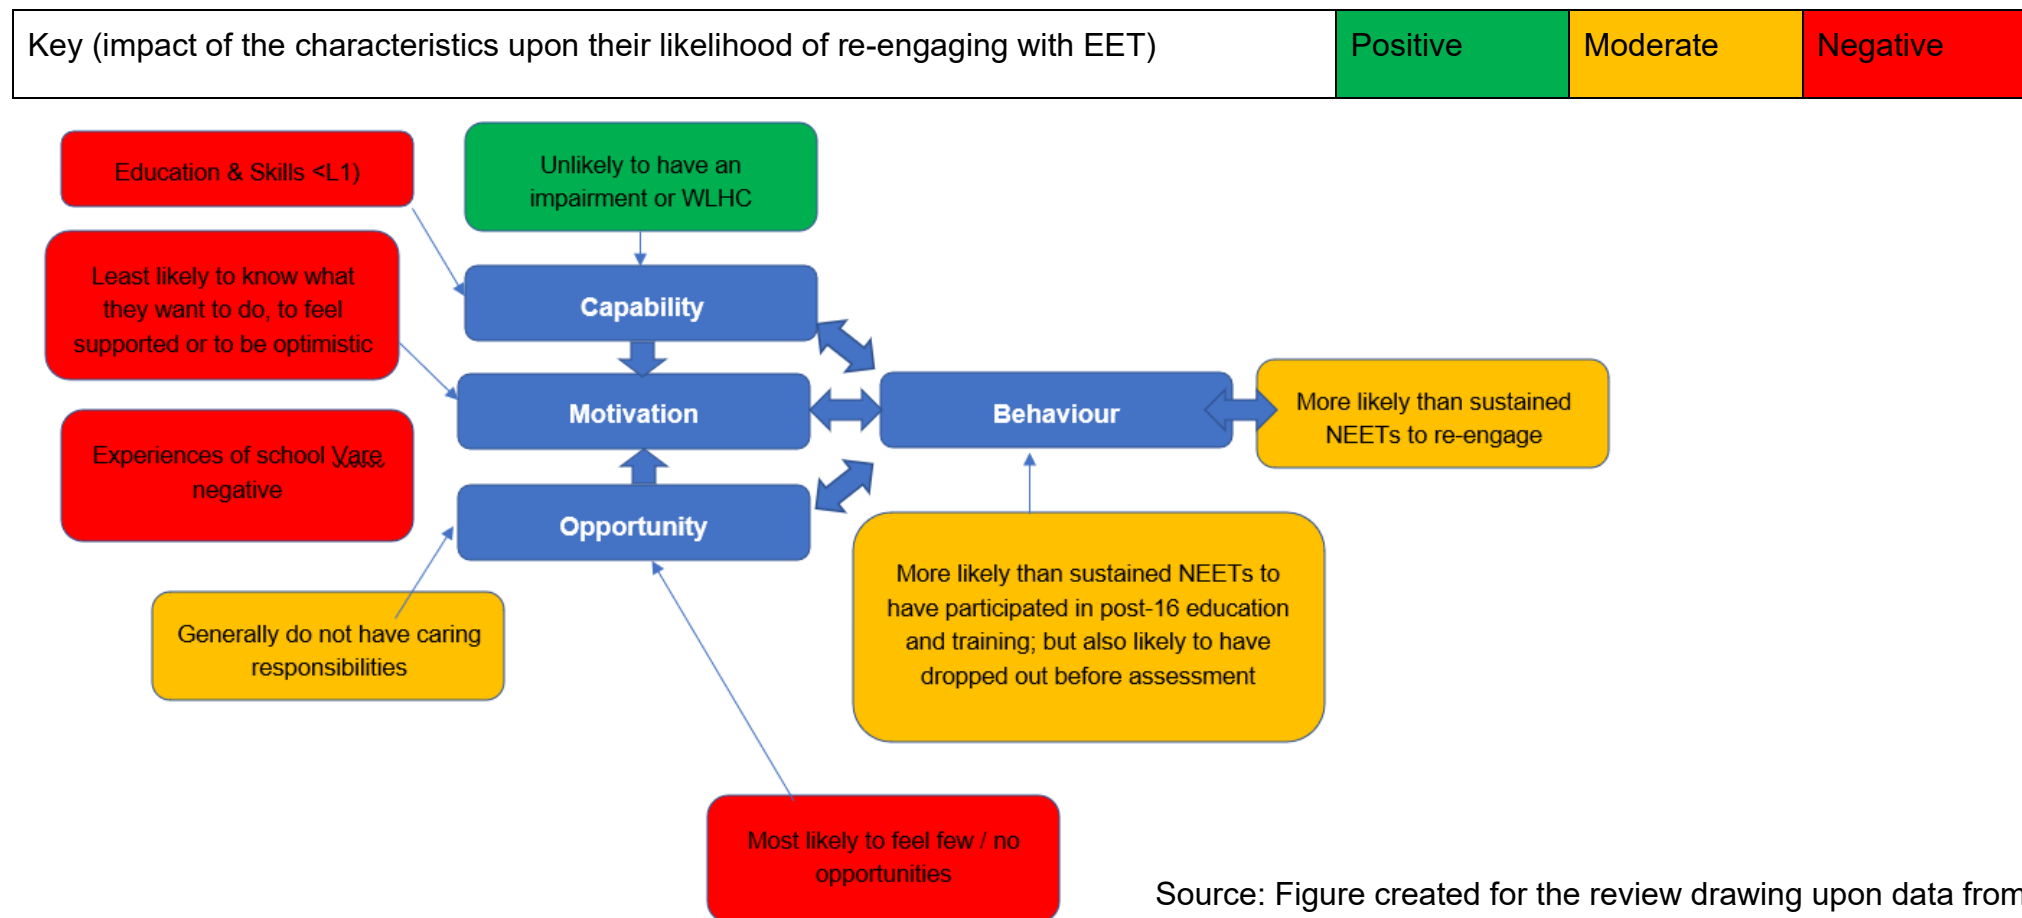 Key (impact of the characteristics upon their likelihood of re-engaging with EET)
Positive
Moderate
Negative
Education & Skills <L1)
Unlikely to have an
impairment or WLHC
Least likely to know what
they want to do, to feel
supported or to be optimistic
Capability
Motivation
Behaviour
More likely than sustained
NEETs to re-engage
Experiences of school Vare
negative
Opportunity
Generally do not have caring
responsibilities
More likely than sustained NEETs to
have participated in post-16 education
and training; but also likely to have
dropped out before assessment
Most likely to feel few / no
opportunities
Source: Figure created for the review drawing upon data from